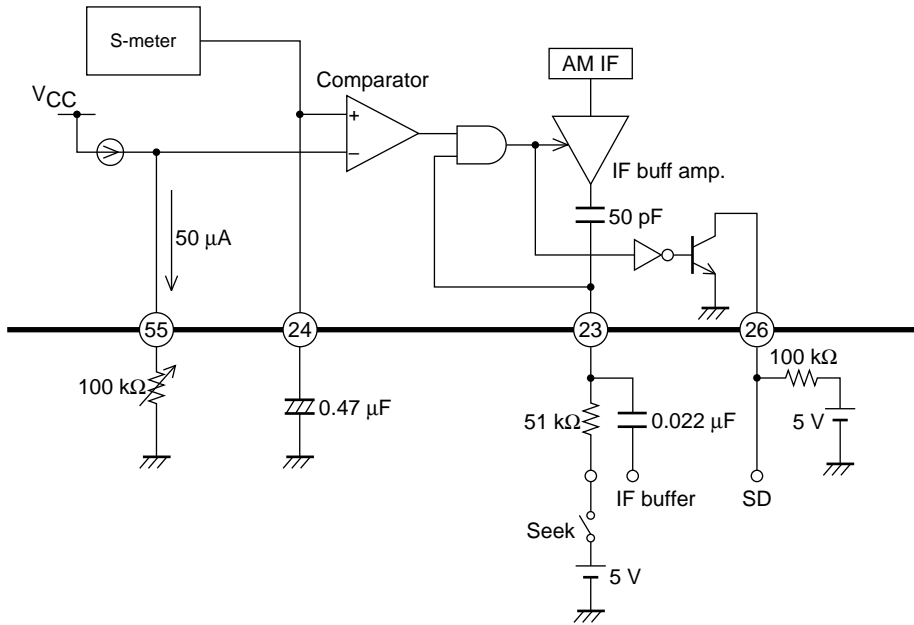 S-meter
AM IF
Comparator
VCC
+
−
IF buff amp.
50 pF
50 µA
55
24
23
26
100 kΩ
0.47 µF
51 kΩ
0.022 µF
100 kΩ
5 V
IF buffer
SD
Seek
5 V